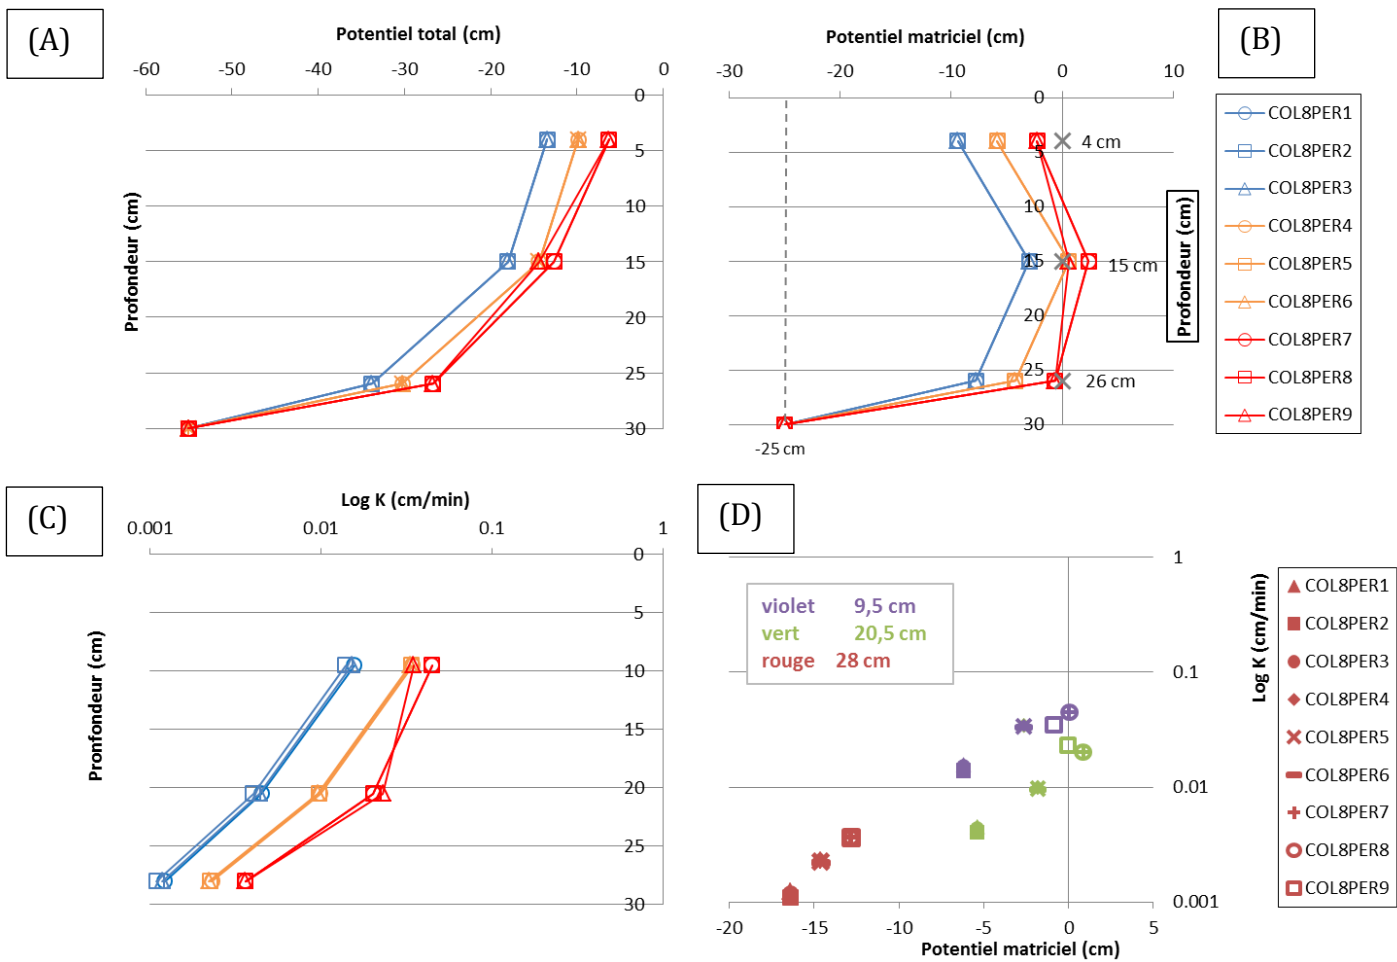 (A)
Potentiel total (cm)
-60 -50 -40 -30 -20 -10 0
0
5
10
15
20
25
30
Profondeur (cm)
Potentiel matriciel (cm)
(B)
-30 -20 -10 0 10
0
5
10
15
20
25
30
4 cm
15 cm
26 cm
-25 cm
Profondeur (cm)
COL8PER1
COL8PER2
COL8PER3
COL8PER4
COL8PER5
COL8PER6
COL8PER7
COL8PER8
COL8PER9
(C)
Log K (cm/min)
0.001 0.01 0.1 1
0
5
10
15
20
25
30
Pronfondeur (cm)
(D)
violet 9,5 cm
vert 20,5 cm
rouge 28 cm
1
0.1
0.01
0.001
Log K (cm/min)
-20 -15 -10 -5 0 5
Potentiel matriciel (cm)
COL8PER1
COL8PER2
COL8PER3
COL8PER4
COL8PER5
COL8PER6
COL8PER7
COL8PER8
COL8PER9